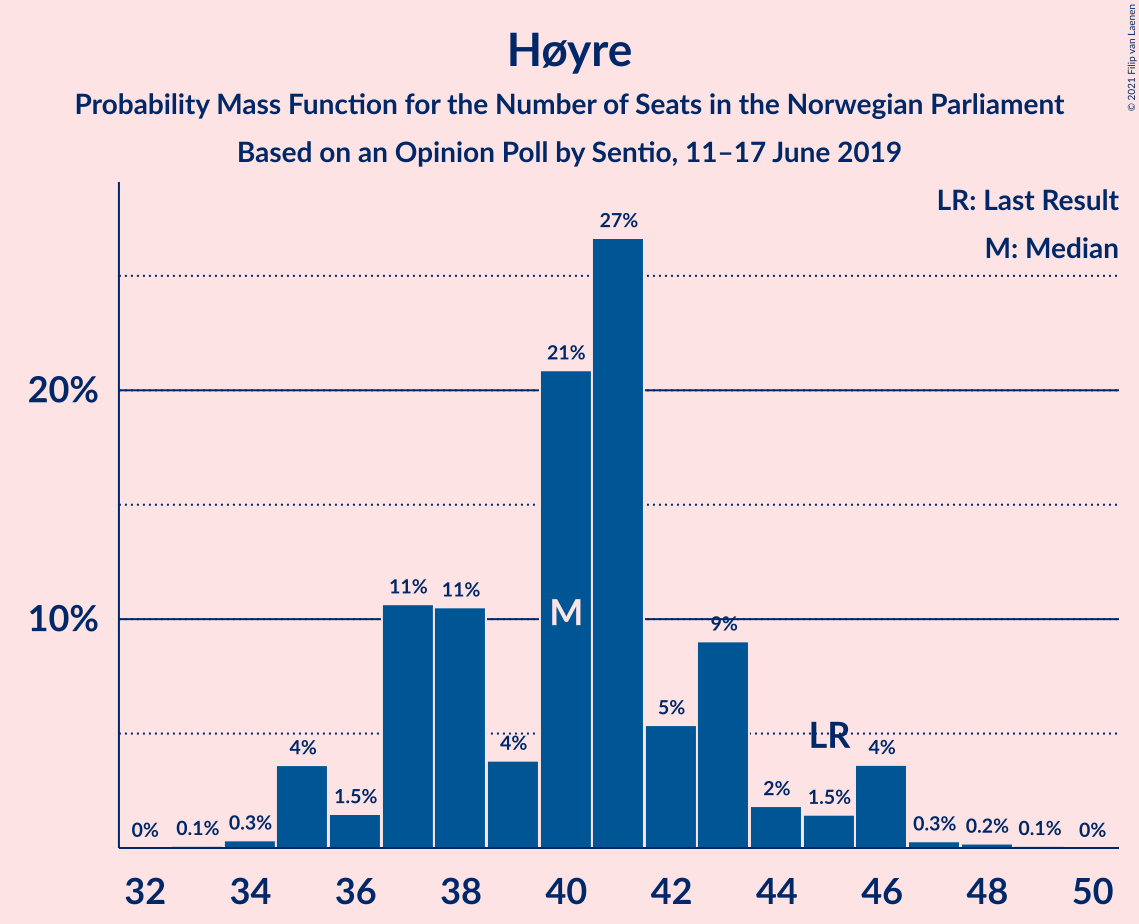 Høyre
Probability Mass Function for the Number of Seats in the Norwegian Parliament
Based on an Opinion Poll by Sentio, 11–17 June 2019
© 2021 Filip van Laenen
LR: Last Result
M: Median
20%
10%
0%
0.1%
0.3%
4%
1.5%
11%
11%
4%
21%
27%
5%
9%
2%
1.5%
4%
0.3%
0.2%
0.1%
0%
M
LR
32 34 36 38 40 42 44 46 48 50